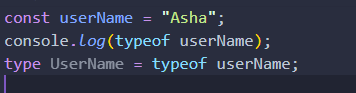 const userName = "Asha";
console.log(typeof userName);
type UserName = typeof userName;